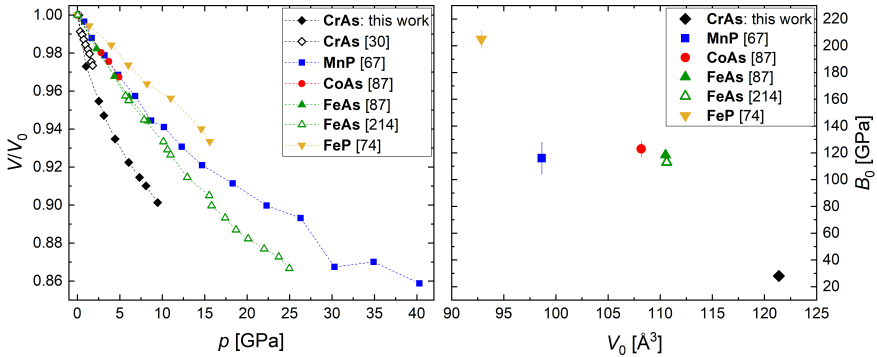 1.00
0.98
0.96
0.94
0.92
0.90
0.88
0.86
V/V0
0 5 10 15 20 25 30 35 40
p [GPa]
CrAs: this work
CrAs [30]
MnP [67]
CoAs [87]
FeAs [87]
FeAs [214]
FeP [74]
CrAs: this work
MnP [67]
CoAs [87]
FeAs [87]
FeAs [214]
FeP [74]
220
200
180
160
140
120
100
80
60
40
20
B0 [GPa]
90 95 100 105 110 115 120 125
V0 [Å³]